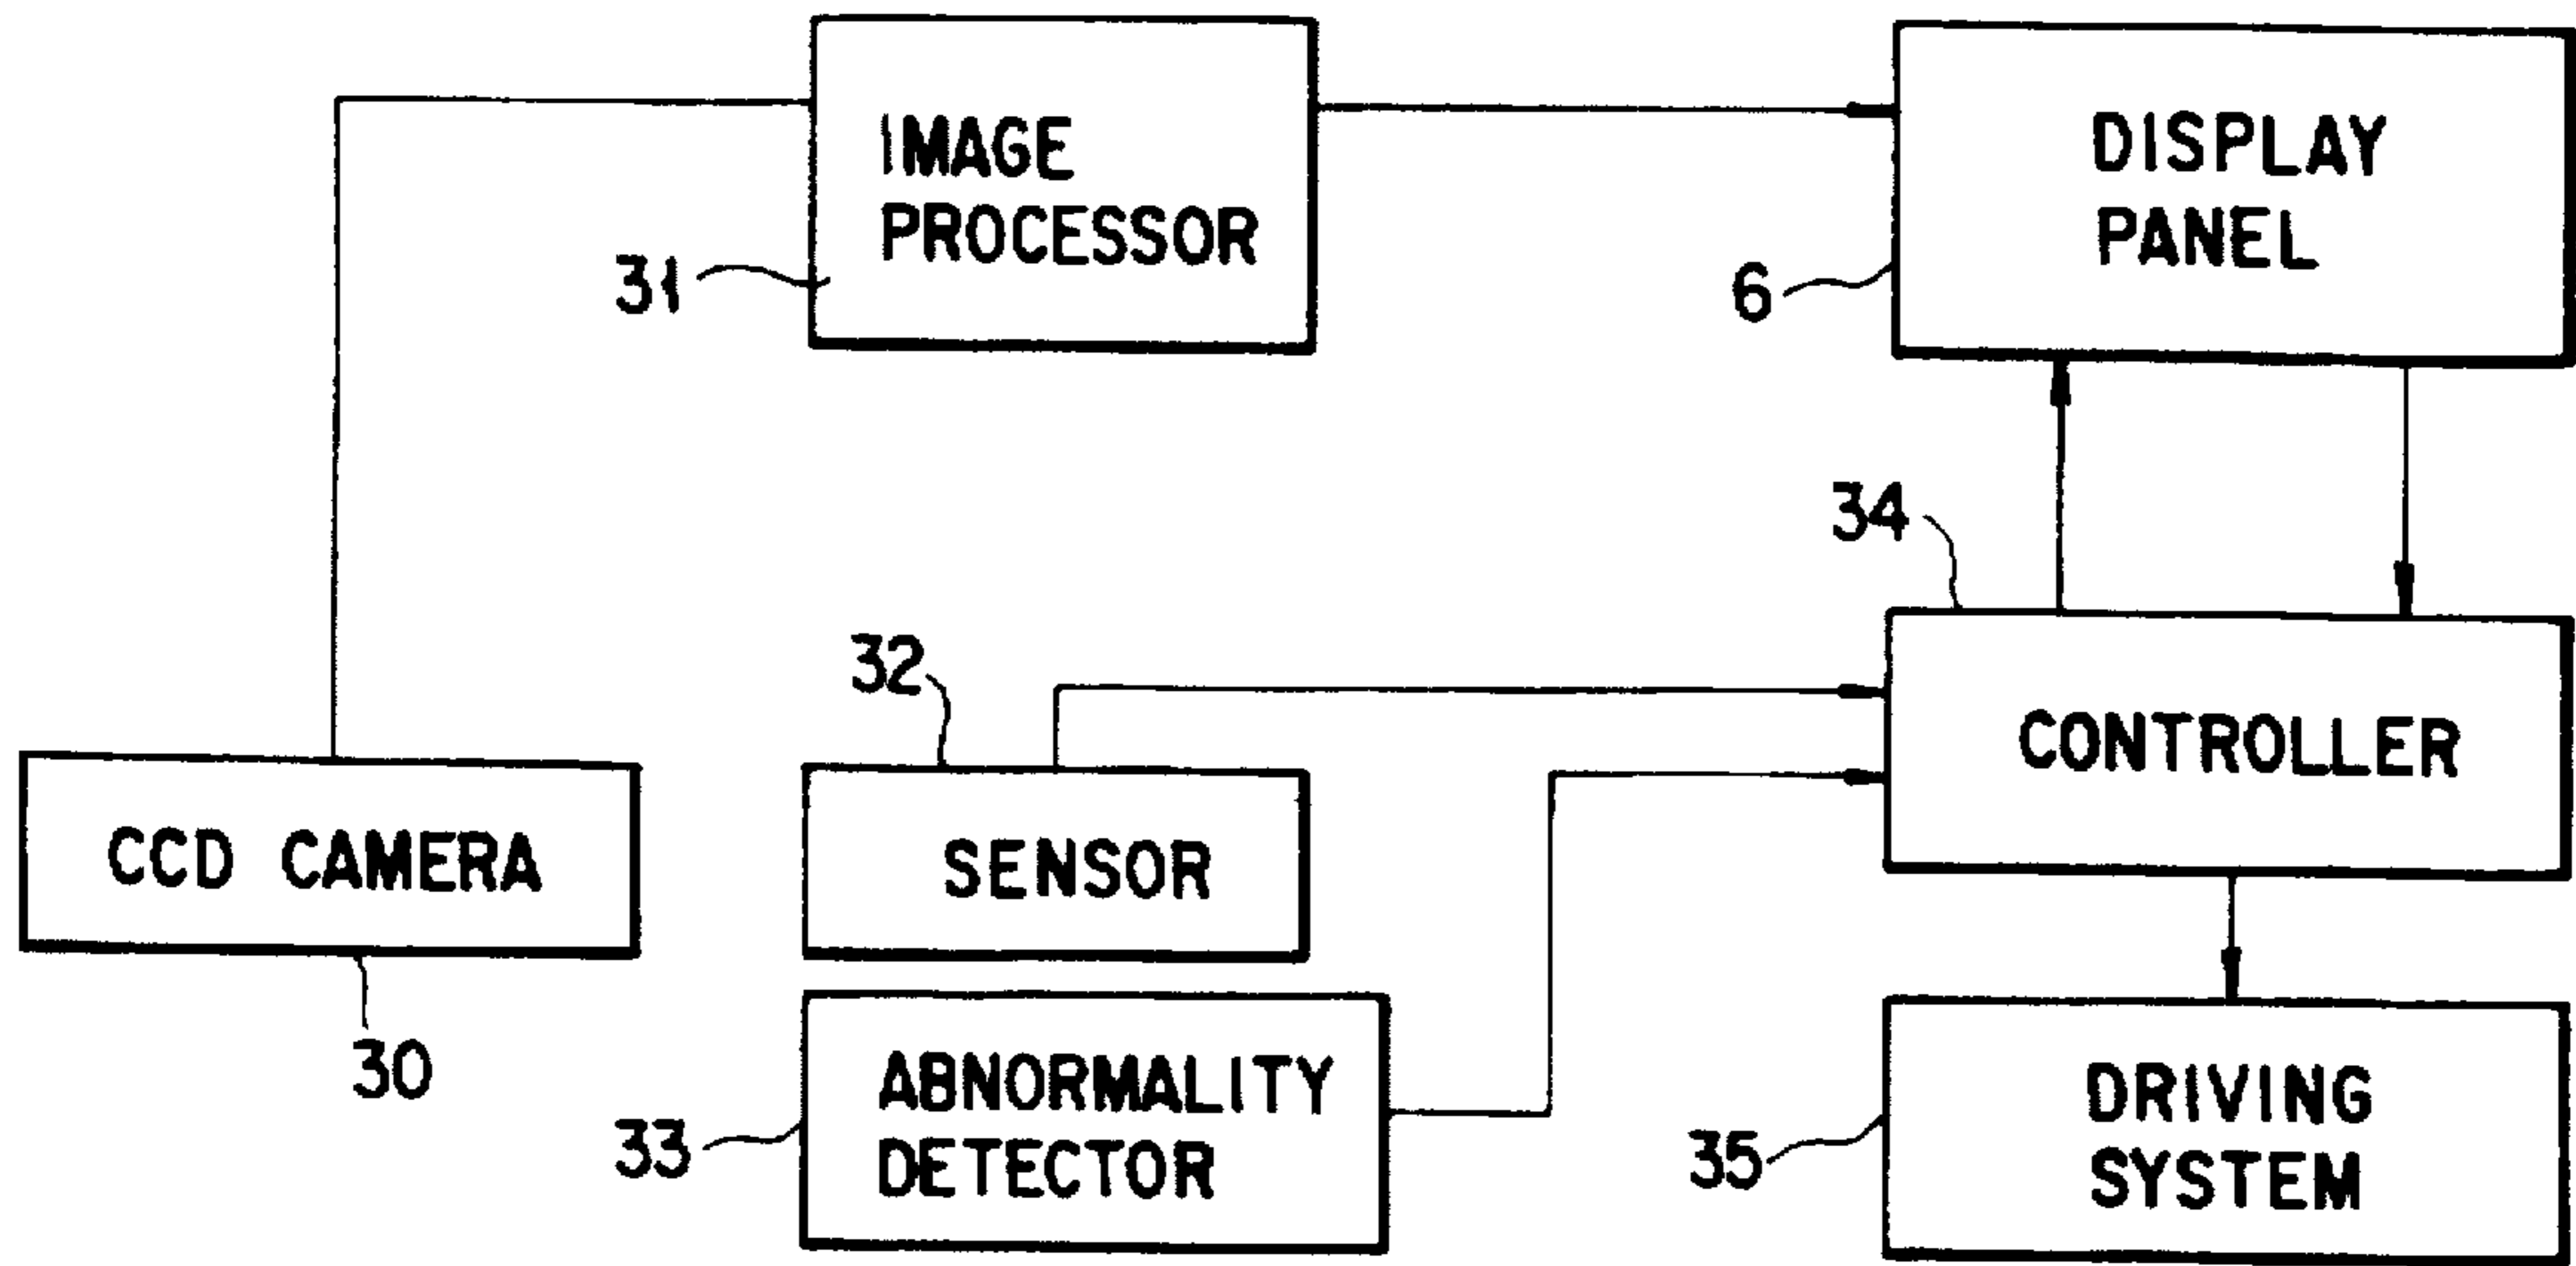 IMAGE
PROCESSOR
31
DISPLAY
PANEL
6
34
32
CONTROLLER
CCD CAMERA
SENSOR
30
ABNORMALITY
DETECTOR
33
DRIVING
SYSTEM
35